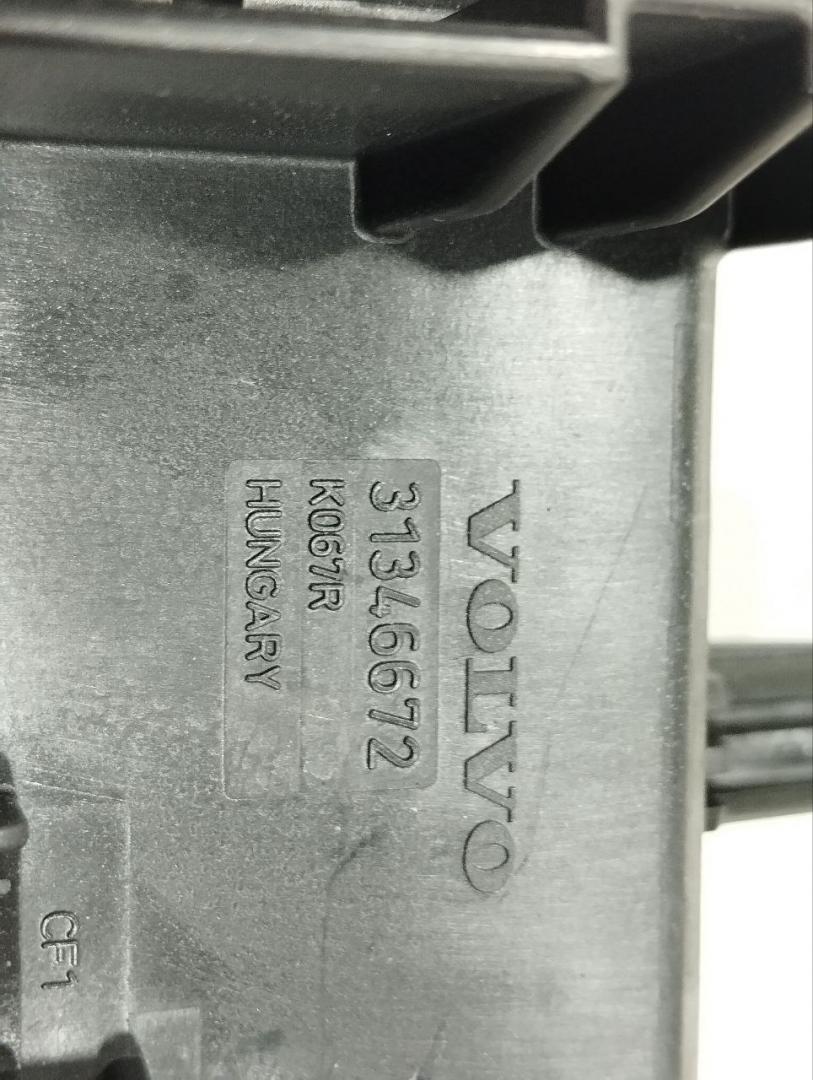 VOLVO
31346672
K067R
HUNGARY
CF1